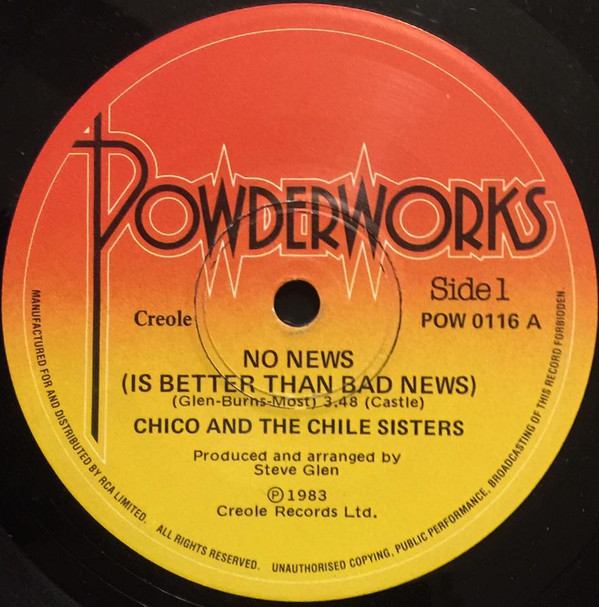 POWDERWORKS
Side 1
Creole
POW 0116 A
NO NEWS
(IS BETTER THAN BAD NEWS)
(Glen-Burns-Most) 3.48 (Castle)
CHICO AND THE CHILE SISTERS
Produced and arranged by
Steve Glen
℗ 1983
Creole Records Ltd.
MANUFACTURED FOR AND DISTRIBUTED BY RCA LIMITED. ALL RIGHTS RESERVED. UNAUTHORISED COPYING, PUBLIC PERFORMANCE, BROADCASTING OF THIS RECORD FORBIDDEN